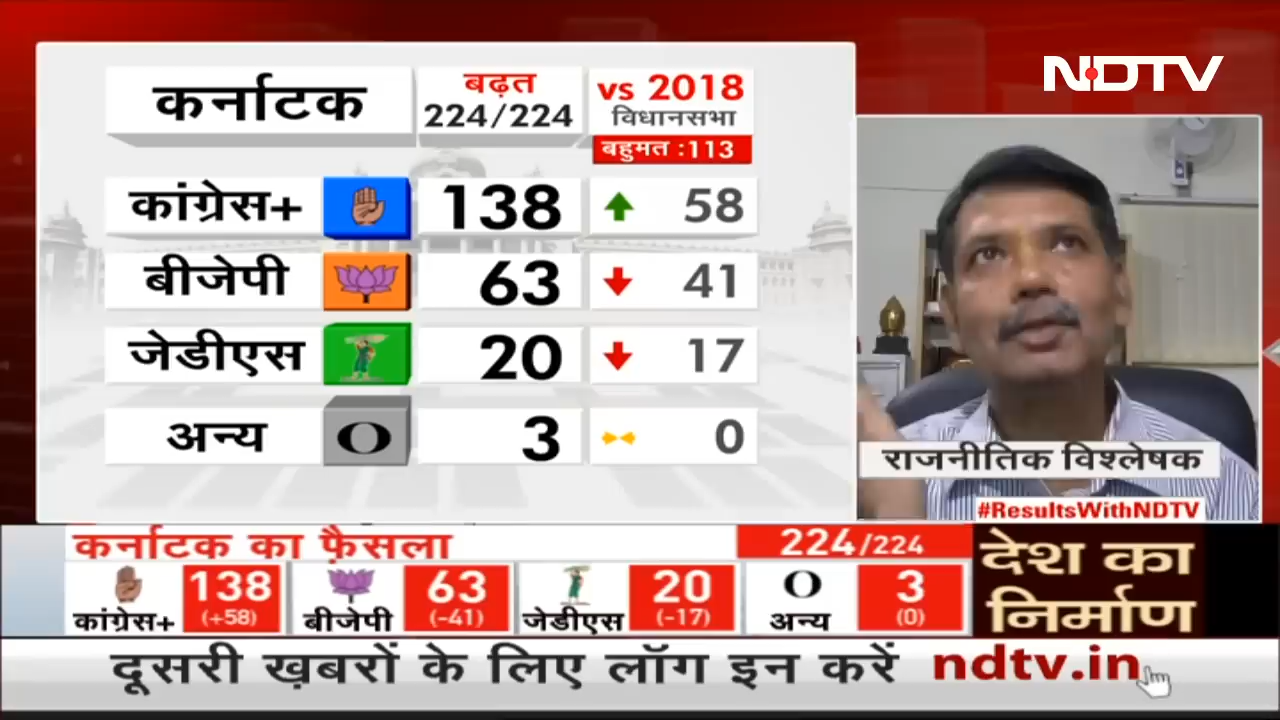 NDTV
कर्नाटक
बढ़त
224/224
vs 2018
विधानसभा
बहुमत :113
कांग्रेस+ 138 58
बीजेपी 63 41
जेडीएस 20 17
अन्य 0 3 0
राजनीतिक विश्लेषक
#ResultsWithNDTV
कर्नाटक का फ़ैसला 224/224
138 63 20 0 3
कांग्रेस+ (+58) बीजेपी (-41) जेडीएस (-17) अन्य (0)
देश का
निर्माण
दूसरी ख़बरों के लिए लॉग इन करें ndtv.in